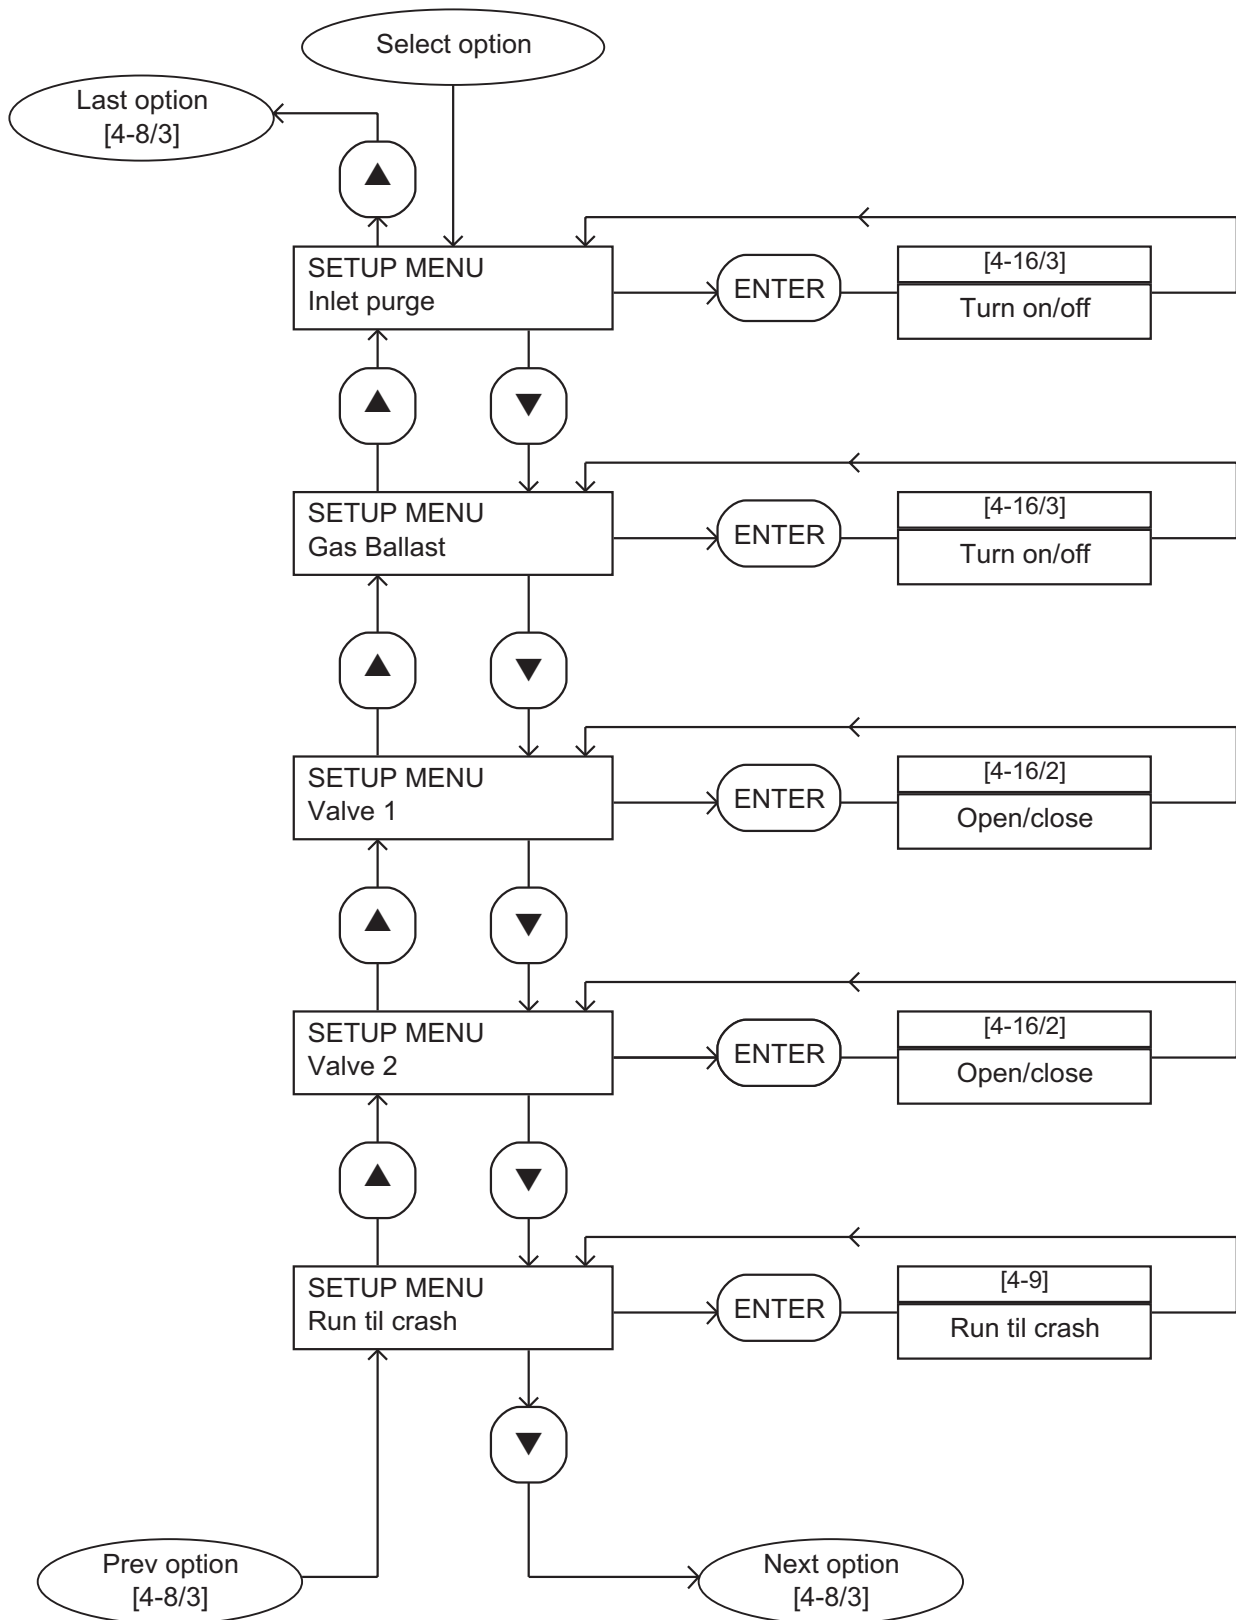 Select option
Last option
[4-8/3]
SETUP MENU
Inlet purge
ENTER
[4-16/3]
Turn on/off
SETUP MENU
Gas Ballast
ENTER
[4-16/3]
Turn on/off
SETUP MENU
Valve 1
ENTER
[4-16/2]
Open/close
SETUP MENU
Valve 2
ENTER
[4-16/2]
Open/close
SETUP MENU
Run til crash
ENTER
[4-9]
Run til crash
Prev option
[4-8/3]
Next option
[4-8/3]